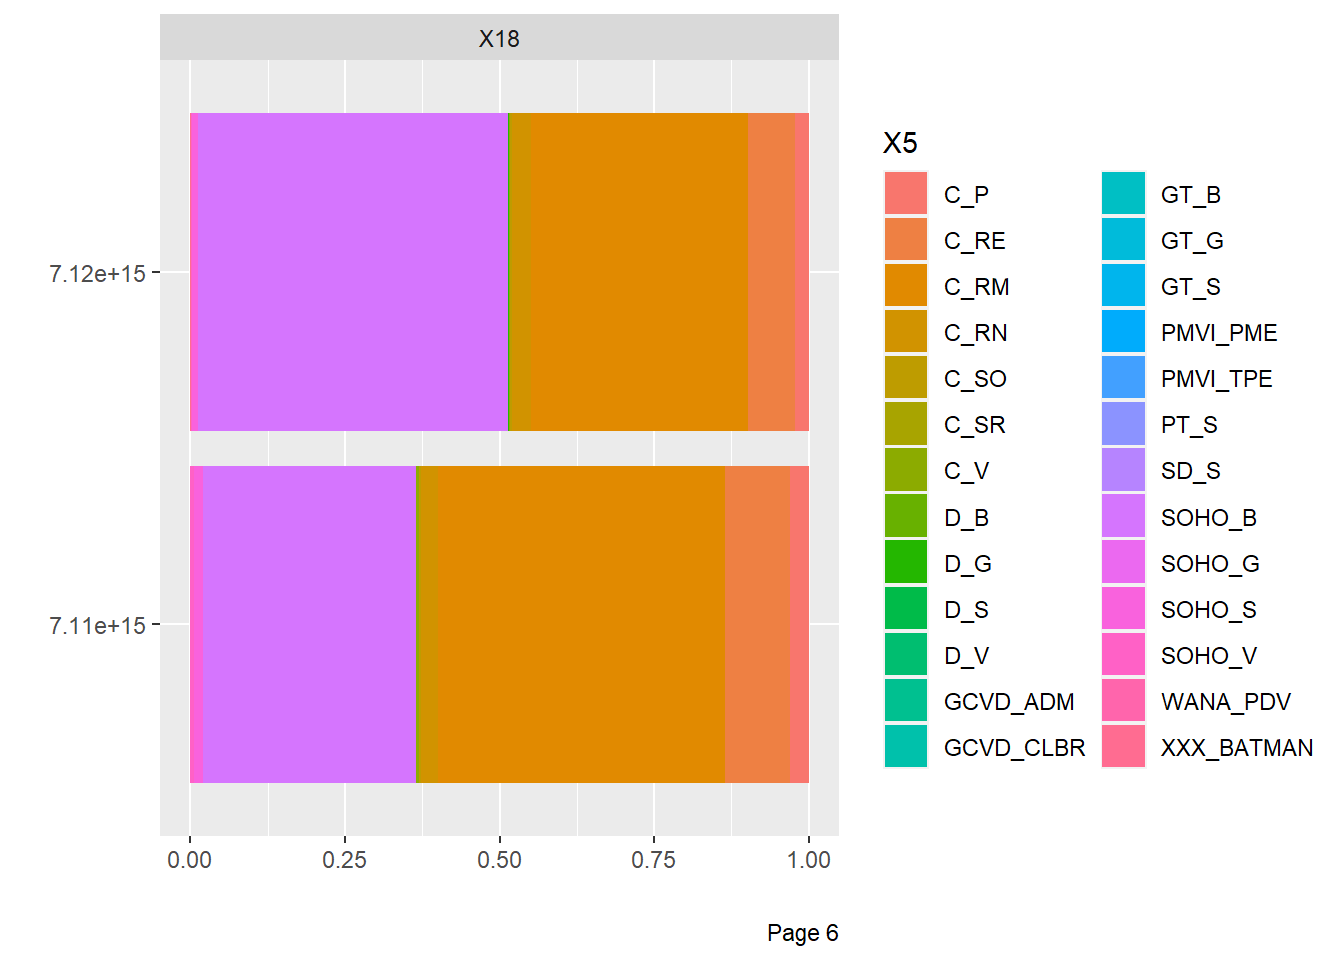 X18
7.12e+15
7.11e+15
0.00 0.25 0.50 0.75 1.00
X5
C_P
C_RE
C_RM
C_RN
C_SO
C_SR
C_V
D_B
D_G
D_S
D_V
GCVD_ADM
GCVD_CLBR
GT_B
GT_G
GT_S
PMVI_PME
PMVI_TPE
PT_S
SD_S
SOHO_B
SOHO_G
SOHO_S
SOHO_V
WANA_PDV
XXX_BATMAN
Page 6